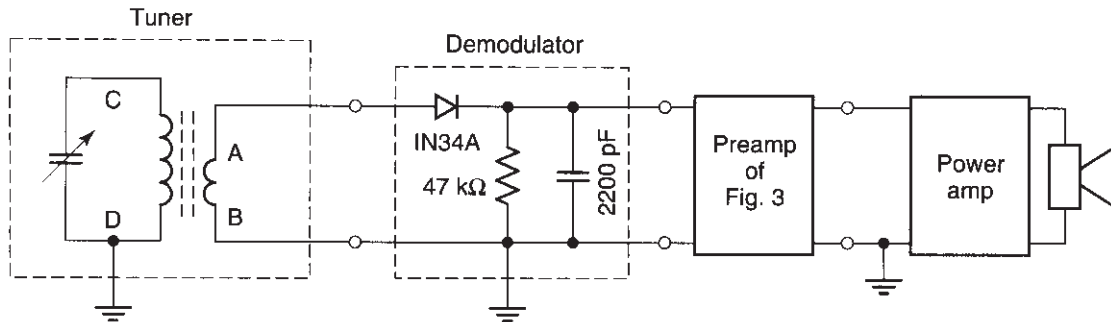 Tuner
Demodulator
C
D
A
B
IN34A
47 kΩ
2200 pF
Preamp
of
Fig. 3
Power
amp